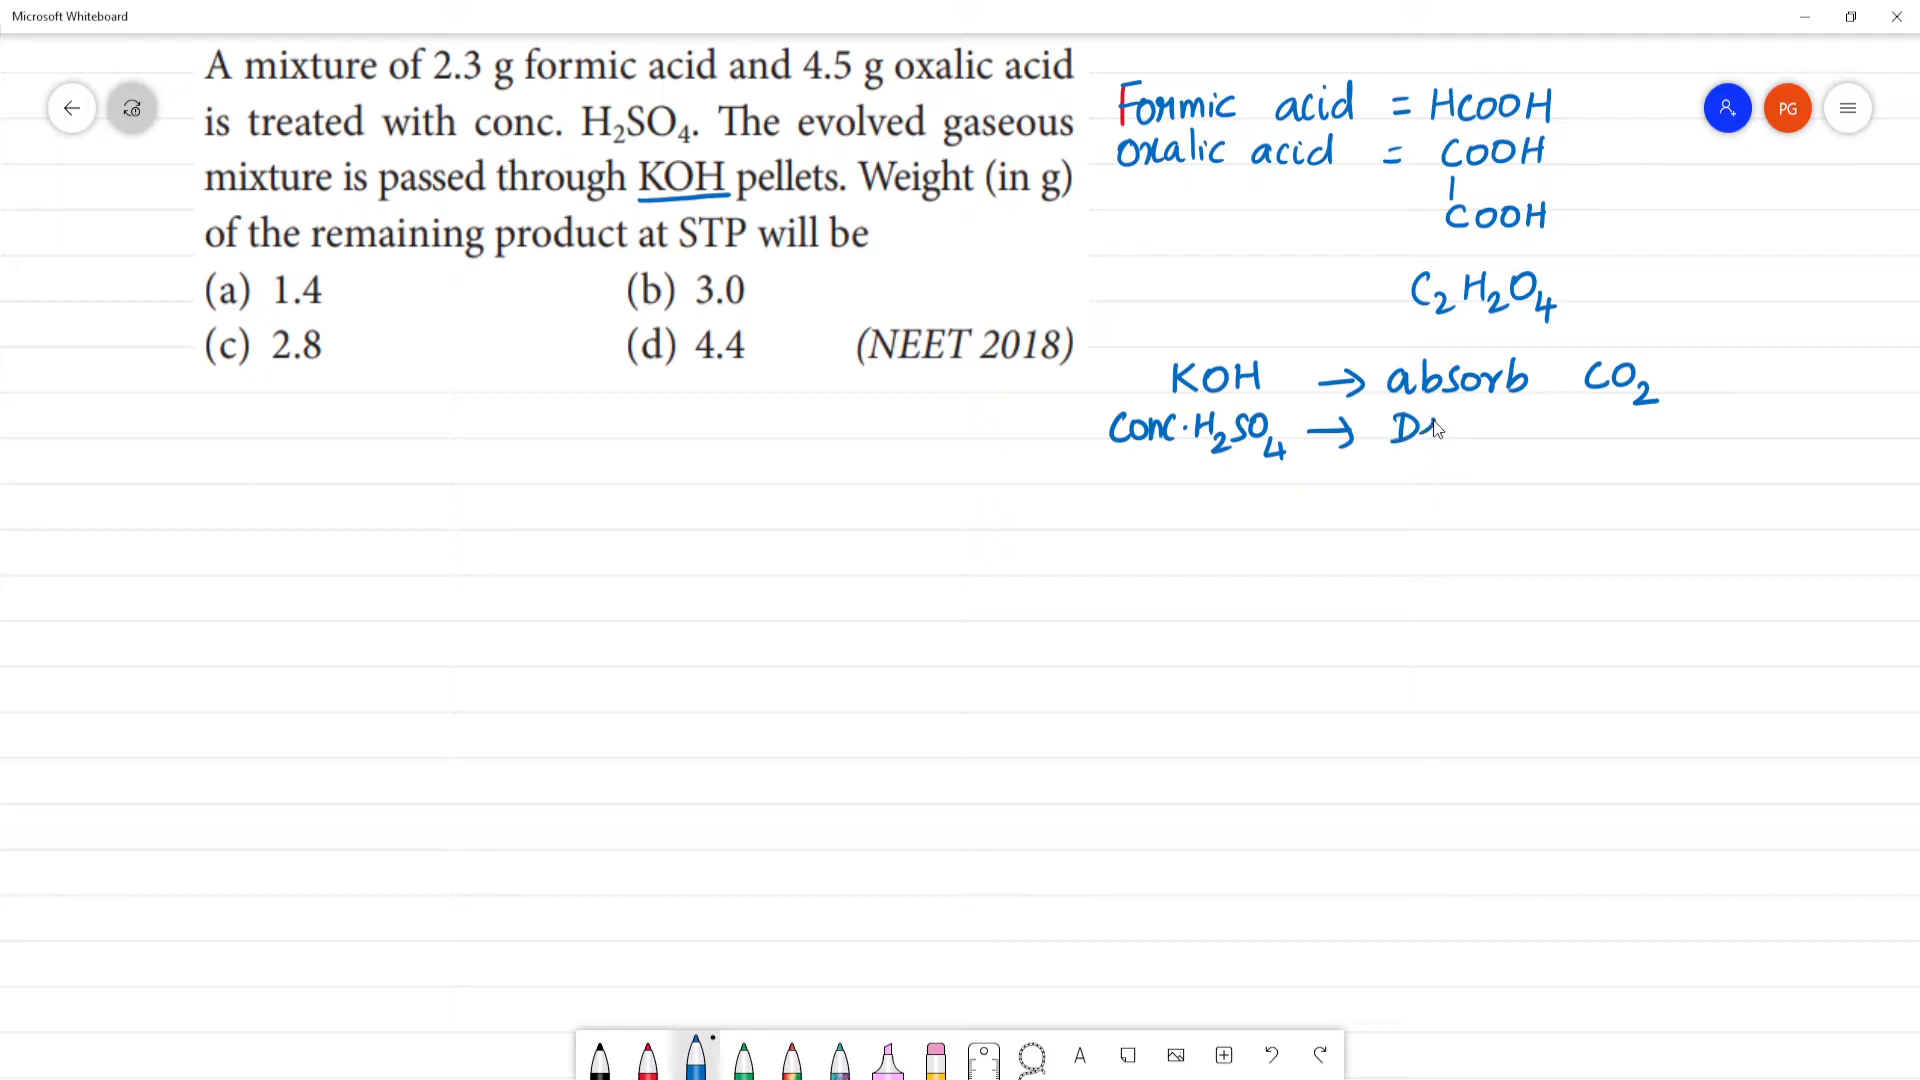 Microsoft Whiteboard
A mixture of 2.3 g formic acid and 4.5 g oxalic acid
is treated with conc. H₂SO₄. The evolved gaseous
mixture is passed through KOH pellets. Weight (in g)
of the remaining product at STP will be
(a) 1.4 (b) 3.0
(c) 2.8 (d) 4.4 (NEET 2018)
Formic acid = HCOOH
Oxalic acid = COOH
COOH
C₂H₂O₄
KOH → absorb CO₂
Conc. H₂SO₄ → D
PG
A